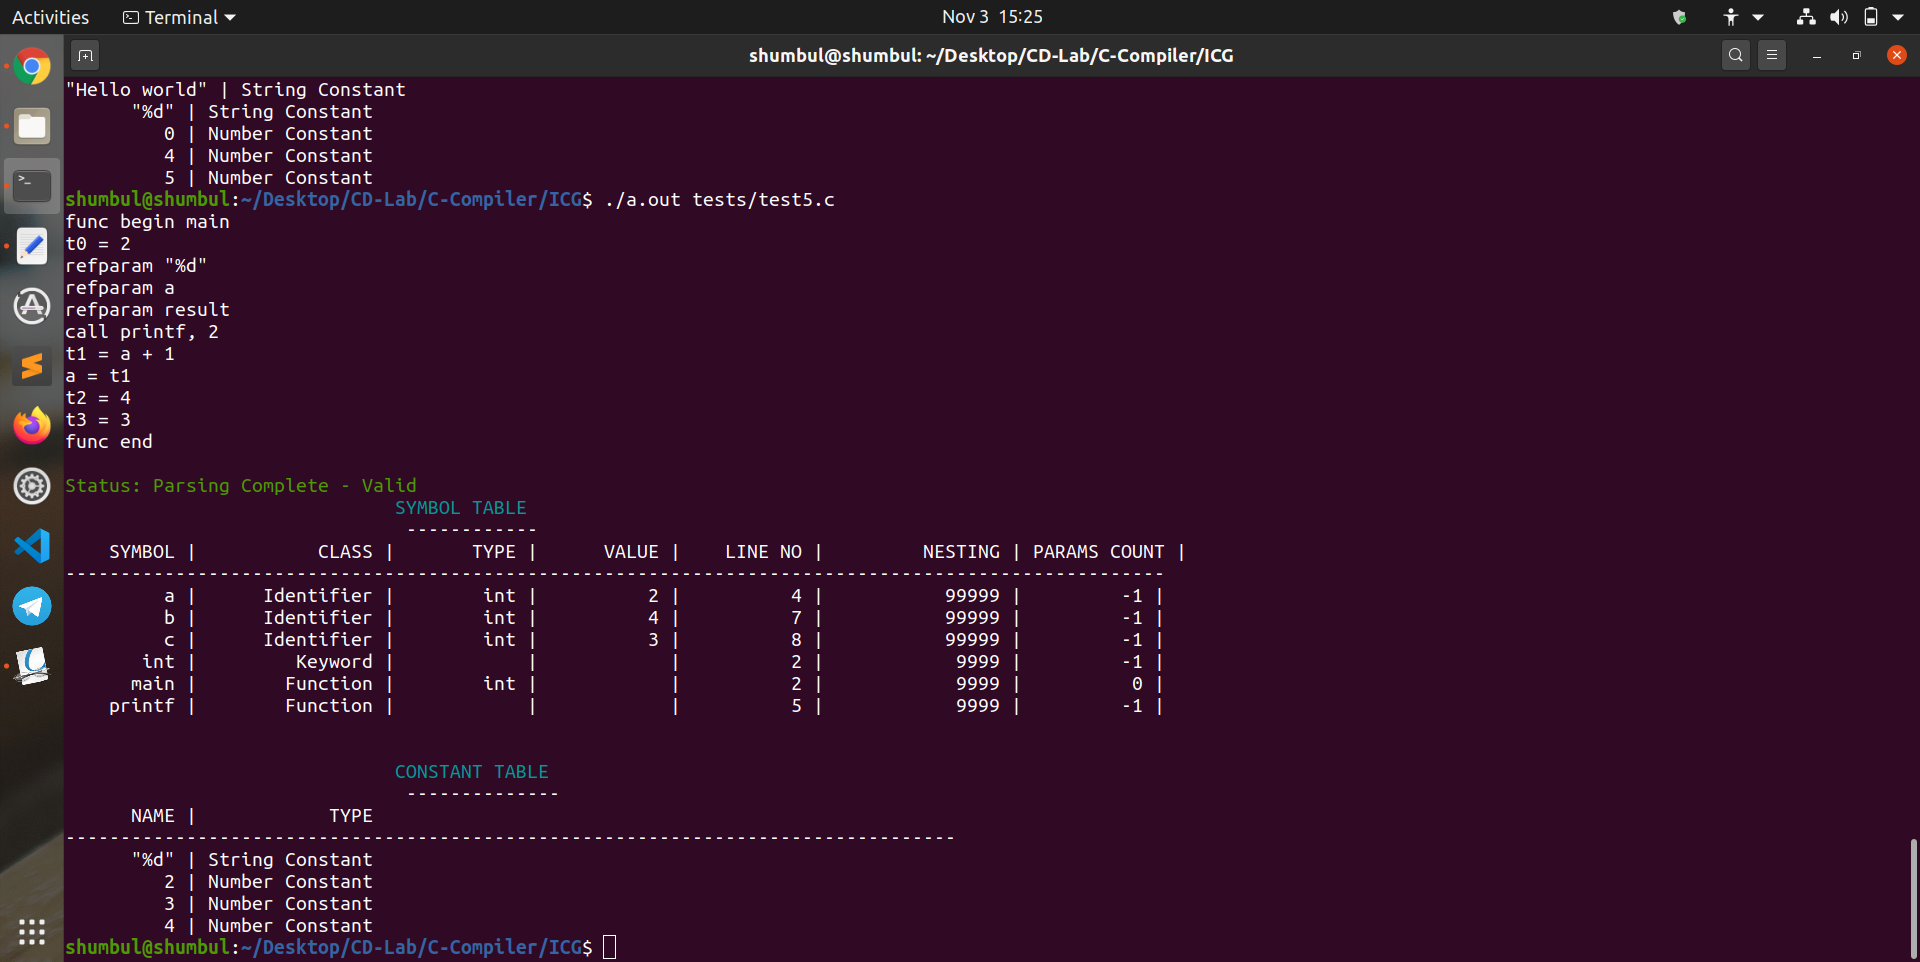 Activities Terminal Nov 3 15:25
shumbul@shumbul: ~/Desktop/CD-Lab/C-Compiler/ICG
"Hello world" | String Constant
"%d" | String Constant
0 | Number Constant
4 | Number Constant
5 | Number Constant
shumbul@shumbul:~/Desktop/CD-Lab/C-Compiler/ICG$ ./a.out tests/test5.c
func begin main
t0 = 2
refparam "%d"
refparam a
refparam result
call printf, 2
t1 = a + 1
a = t1
t2 = 4
t3 = 3
func end
Status: Parsing Complete - Valid
SYMBOL TABLE
------------
SYMBOL | CLASS | TYPE | VALUE | LINE NO | NESTING | PARAMS COUNT |
----------------------------------------------------------------------------------------------------
a | Identifier | int | 2 | 4 | 99999 | -1 |
b | Identifier | int | 4 | 7 | 99999 | -1 |
c | Identifier | int | 3 | 8 | 99999 | -1 |
int | Keyword | | | 2 | 9999 | -1 |
main | Function | int | | 2 | 9999 | 0 |
printf | Function | | | 5 | 9999 | -1 |
CONSTANT TABLE
--------------
NAME | TYPE
---------------------------------------------------------------------------------
"%d" | String Constant
2 | Number Constant
3 | Number Constant
4 | Number Constant
shumbul@shumbul:~/Desktop/CD-Lab/C-Compiler/ICG$